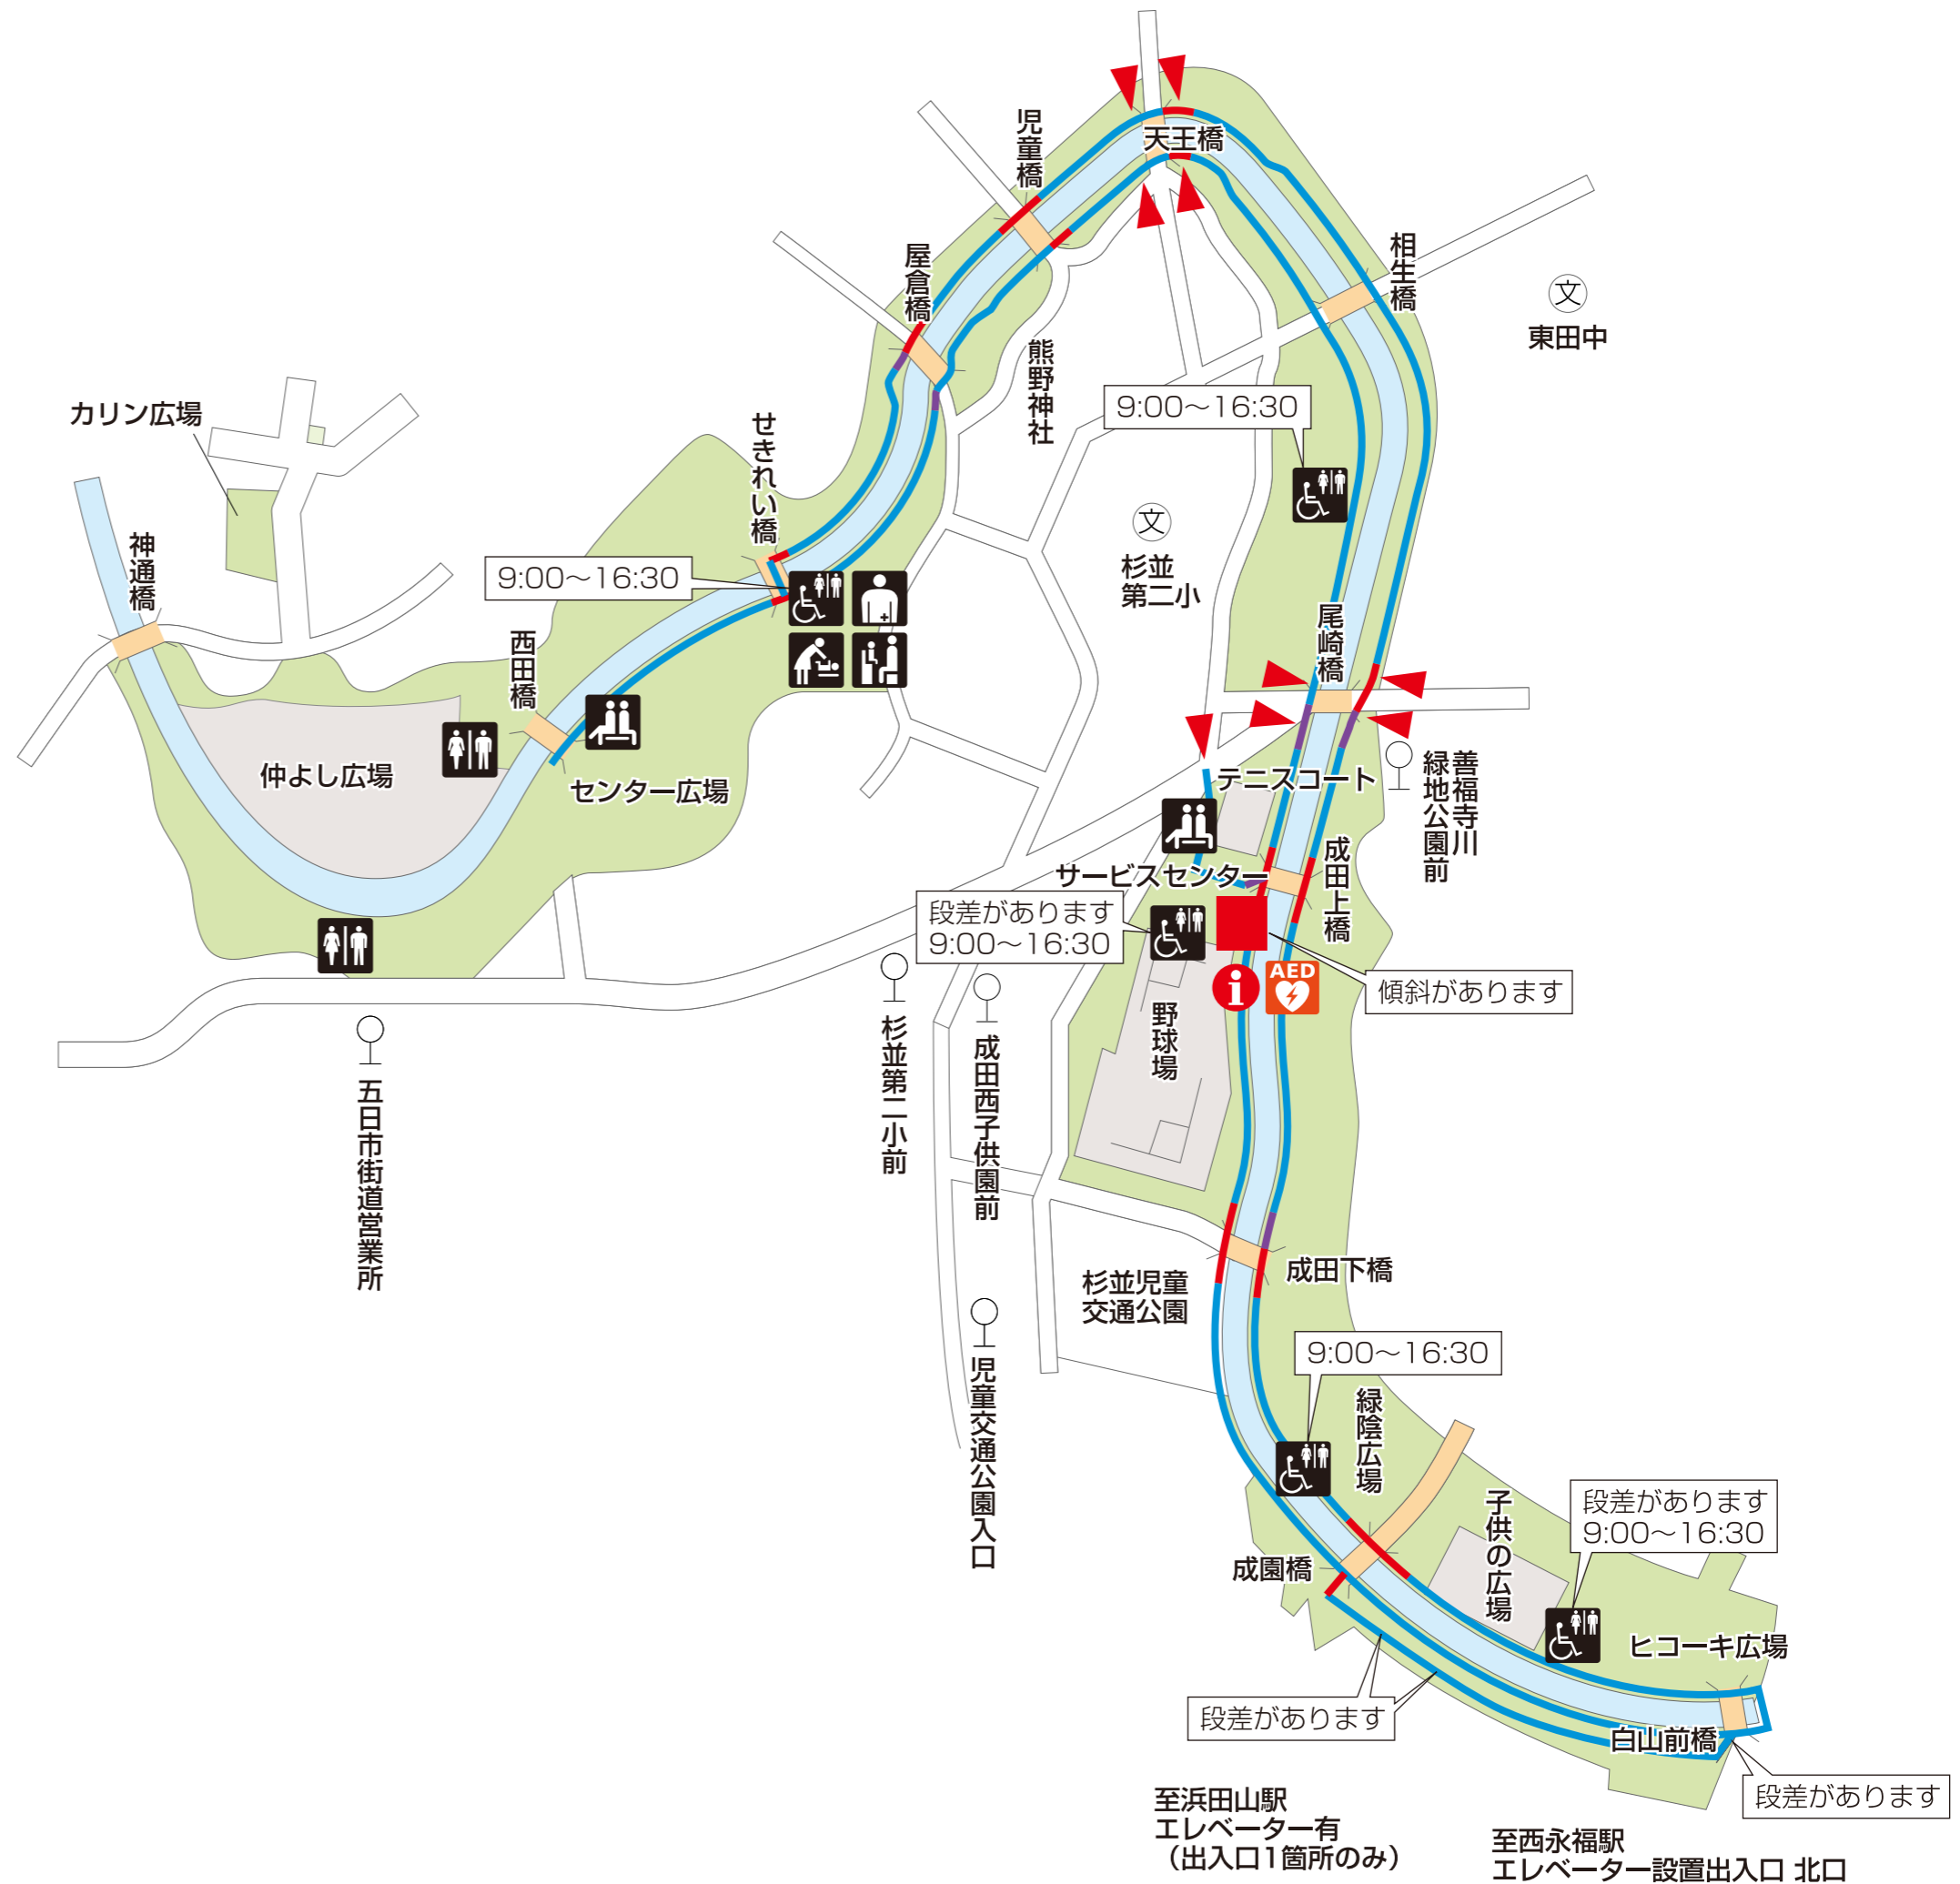 天王橋
児童橋
屋倉橋
相生橋
文
東田中
熊野神社
9:00〜16:30
カリン広場
せきれい橋
文
杉並
第二小
神通橋
9:00〜16:30
西田橋
尾崎橋
仲よし広場
センター広場
テニスコート
善福寺川
緑地公園前
成田上橋
サービスセンター
段差があります
9:00〜16:30
傾斜があります
i
AED
野球場
杉並第二小前
成田西子供園前
五日市街道営業所
成田下橋
杉並児童
交通公園
児童交通公園入口
9:00〜16:30
緑陰広場
子供の広場
段差があります
9:00〜16:30
成園橋
ヒコーキ広場
段差があります
白山前橋
段差があります
至浜田山駅
エレベーター有
（出入口1箇所のみ）
至西永福駅
エレベーター設置出入口 北口